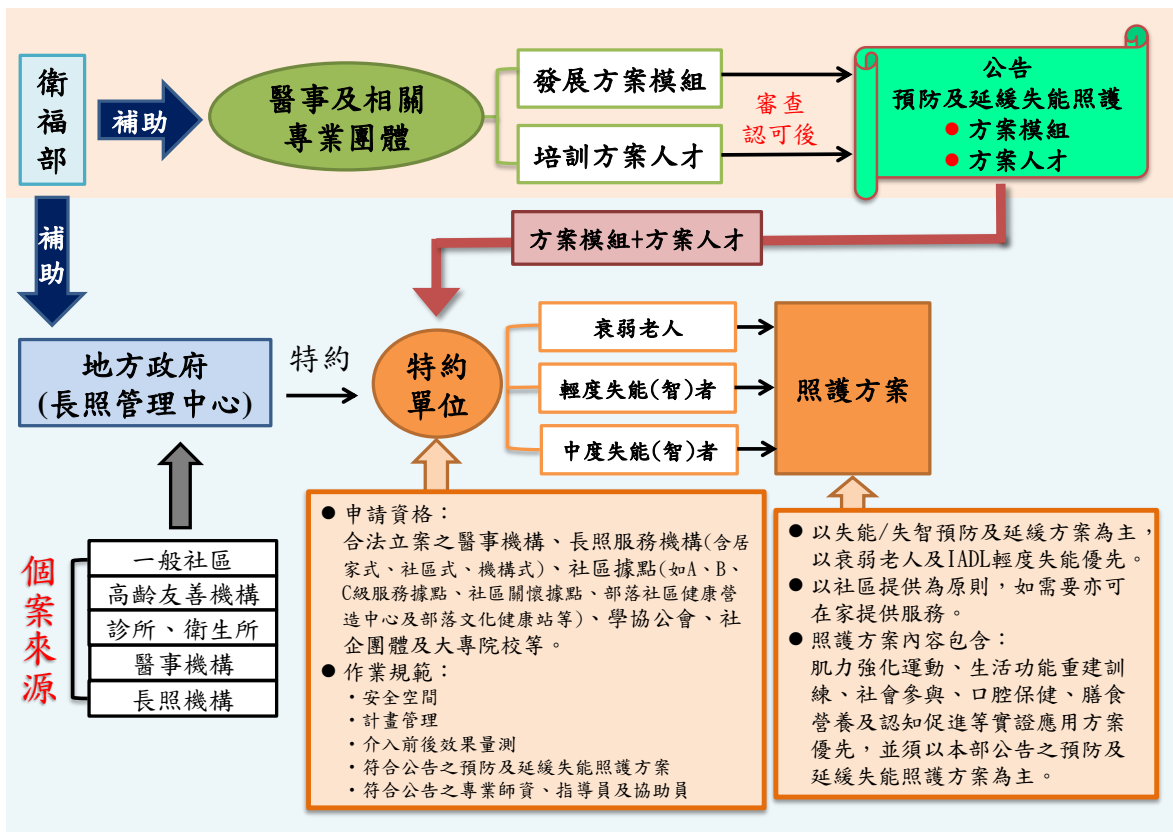 衛
福
部
補助
醫事及相關
專業團體
發展方案模組
培訓方案人才
審查
認可後
公告
預防及延緩失能照護
● 方案模組
● 方案人才
補
助
方案模組+方案人才
地方政府
(長照管理中心)
特約
特約
單位
衰弱老人
輕度失能(智)者
中度失能(智)者
照護方案
個
案
來
源
一般社區
高齡友善機構
診所、衛生所
醫事機構
長照機構
● 申請資格：
合法立案之醫事機構、長照服務機構(含居
家式、社區式、機構式)、社區據點(如A、B、
C級服務據點、社區關懷據點、部落社區健康營
造中心及部落文化健康站等)、學協公會、社
企團體及大專院校等。
● 作業規範：
・安全空間
・計畫管理
・介入前後效果量測
・符合公告之預防及延緩失能照護方案
・符合公告之專業師資、指導員及協助員
● 以失能/失智預防及延緩方案為主，
以衰弱老人及IADL輕度失能優先。
● 以社區提供為原則，如需要亦可
在家提供服務。
● 照護方案內容包含：
肌力強化運動、生活功能重建訓
練、社會參與、口腔保健、膳食
營養及認知促進等實證應用方案
優先，並須以本部公告之預防及
延緩失能照護方案為主。